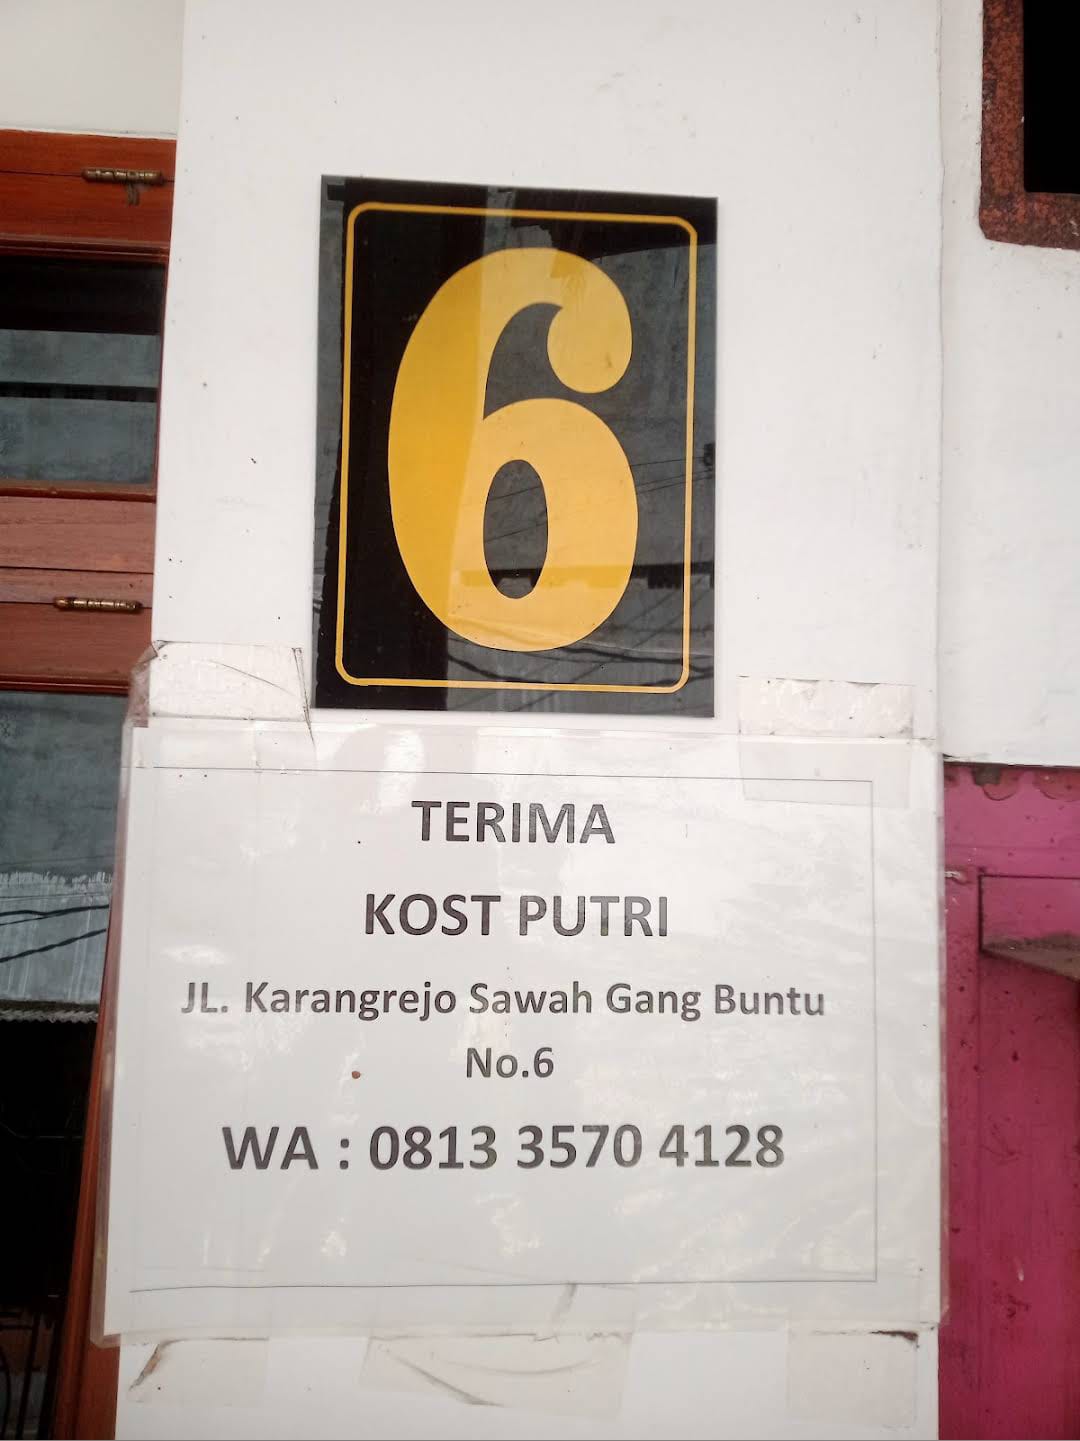 6
TERIMA
KOST PUTRI
JL. Karangrejo Sawah Gang Buntu
No.6
WA : 0813 3570 4128